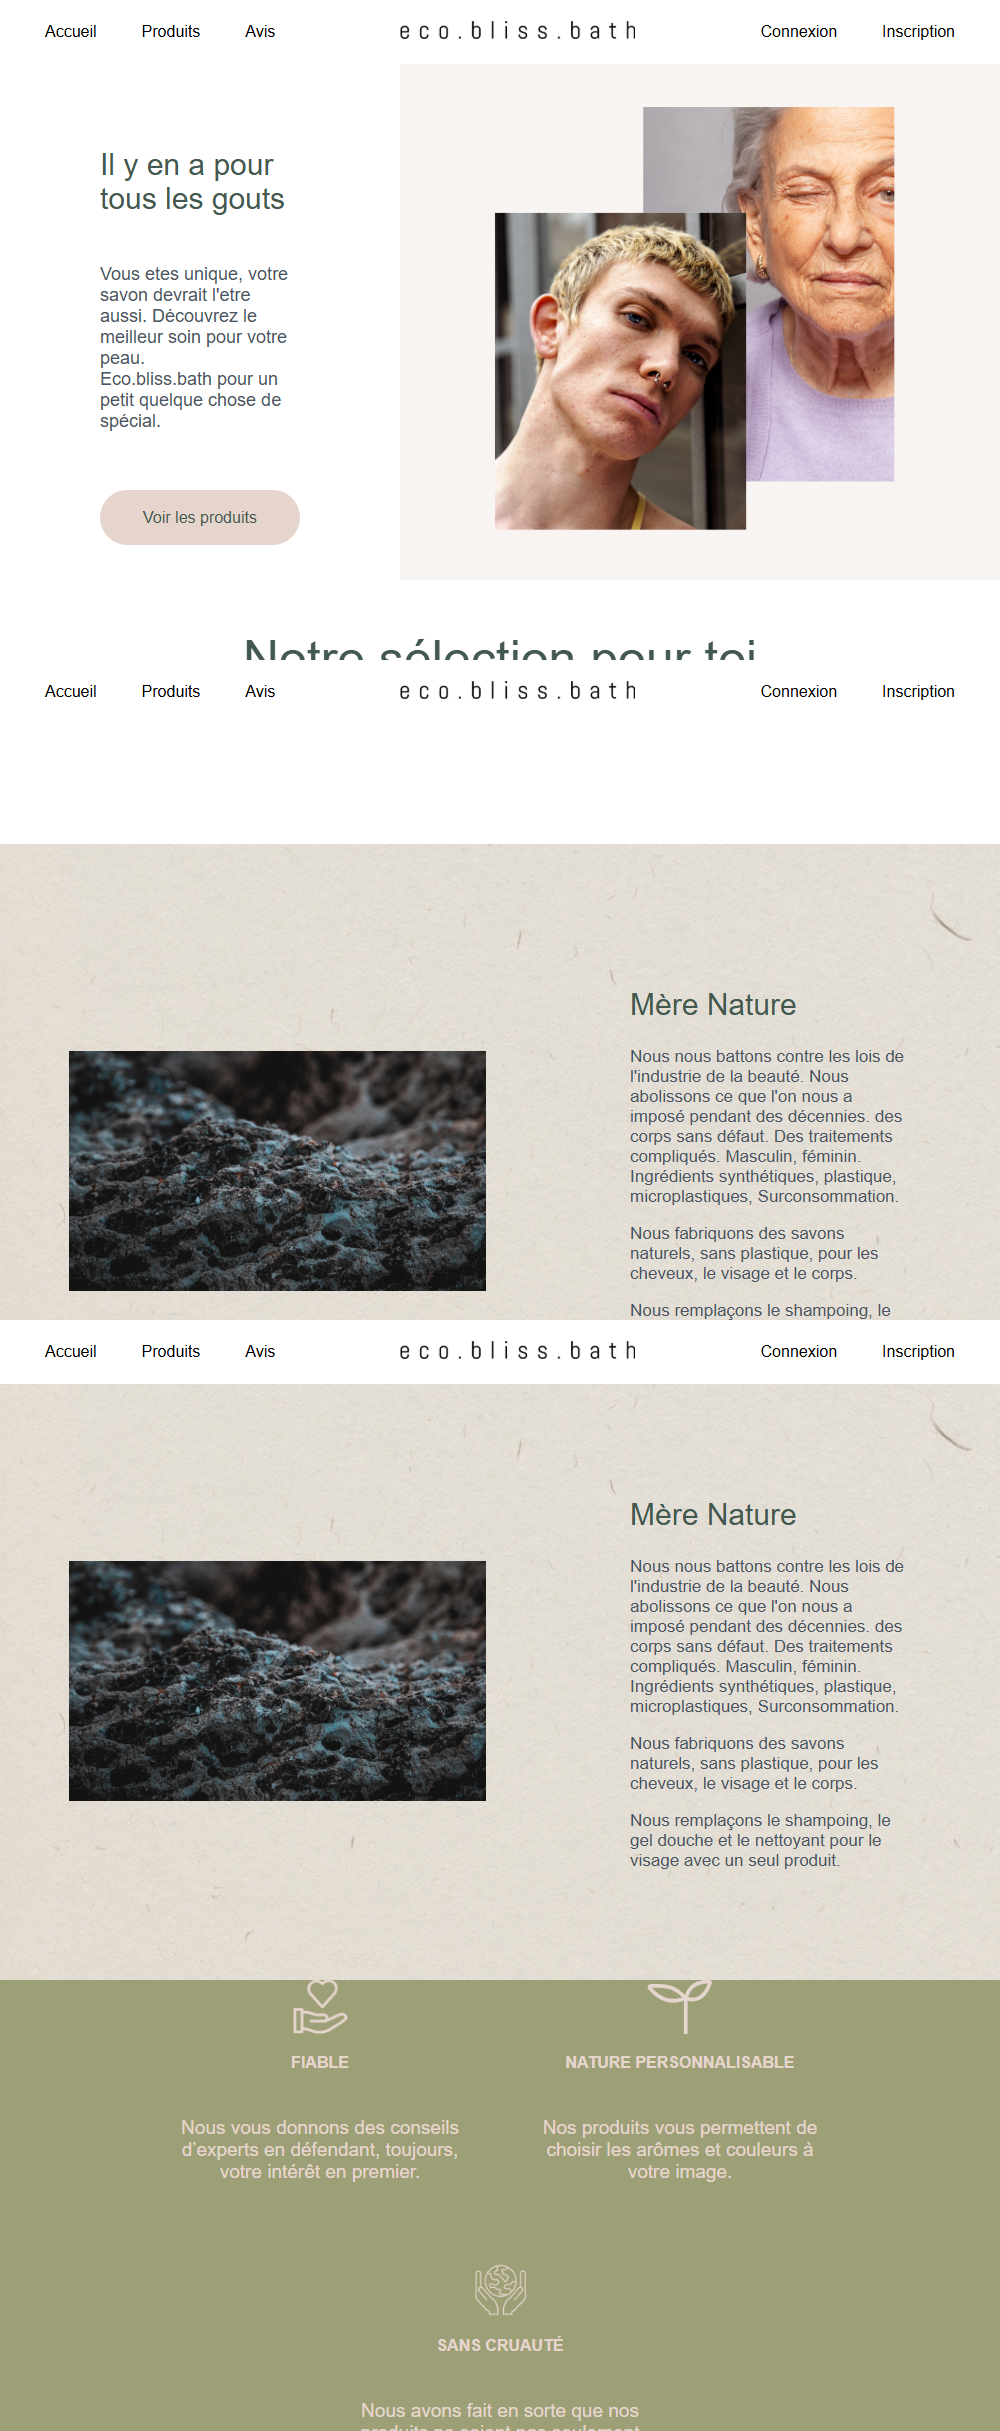 Accueil Produits Avis eco.bliss.bath Connexion Inscription
Il y en a pour
tous les gouts
Vous etes unique, votre
savon devrait l'etre
aussi. Découvrez le
meilleur soin pour votre
peau.
Eco.bliss.bath pour un
petit quelque chose de
spécial.
Voir les produits
Notre sélection pour toi
Accueil Produits Avis eco.bliss.bath Connexion Inscription
Mère Nature
Nous nous battons contre les lois de
l'industrie de la beauté. Nous
abolissons ce que l'on nous a
imposé pendant des décennies. des
corps sans défaut. Des traitements
compliqués. Masculin, féminin.
Ingrédients synthétiques, plastique,
microplastiques, Surconsommation.
Nous fabriquons des savons
naturels, sans plastique, pour les
cheveux, le visage et le corps.
Nous remplaçons le shampoing, le
Accueil Produits Avis eco.bliss.bath Connexion Inscription
Mère Nature
Nous nous battons contre les lois de
l'industrie de la beauté. Nous
abolissons ce que l'on nous a
imposé pendant des décennies. des
corps sans défaut. Des traitements
compliqués. Masculin, féminin.
Ingrédients synthétiques, plastique,
microplastiques, Surconsommation.
Nous fabriquons des savons
naturels, sans plastique, pour les
cheveux, le visage et le corps.
Nous remplaçons le shampoing, le
gel douche et le nettoyant pour le
visage avec un seul produit.
FIABLE
Nous vous donnons des conseils
d’experts en défendant, toujours,
votre intérêt en premier.
NATURE PERSONNALISABLE
Nos produits vous permettent de
choisir les arômes et couleurs à
votre image.
SANS CRUAUTÉ
Nous avons fait en sorte que nos
produits ne soient pas seulement